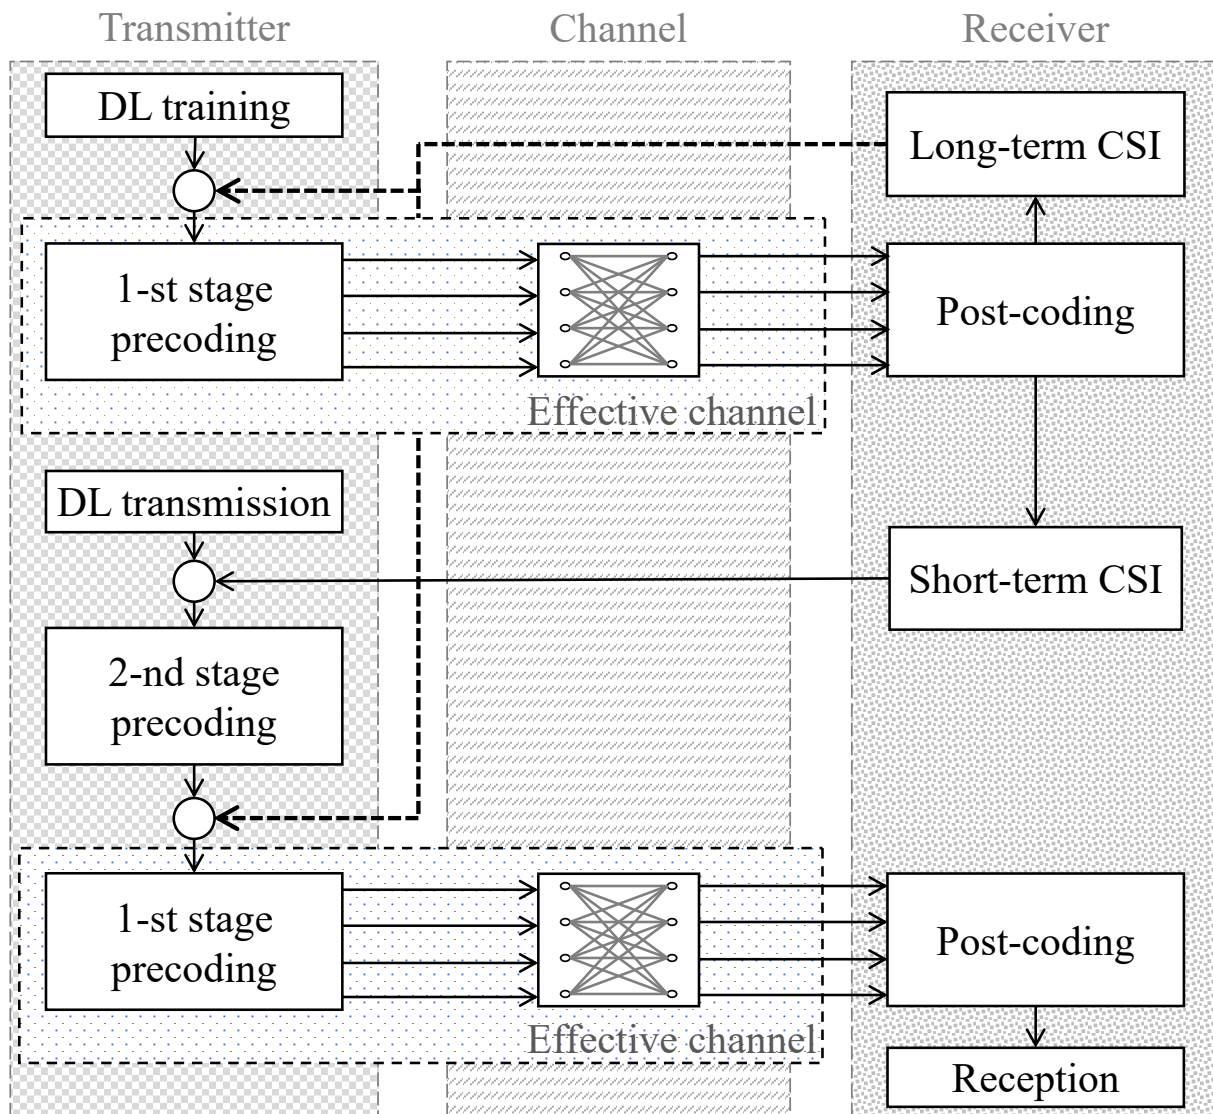 Transmitter
Channel
Receiver
DL training
Long-term CSI
1-st stage
precoding
Post-coding
Effective channel
DL transmission
Short-term CSI
2-nd stage
precoding
1-st stage
precoding
Post-coding
Effective channel
Reception